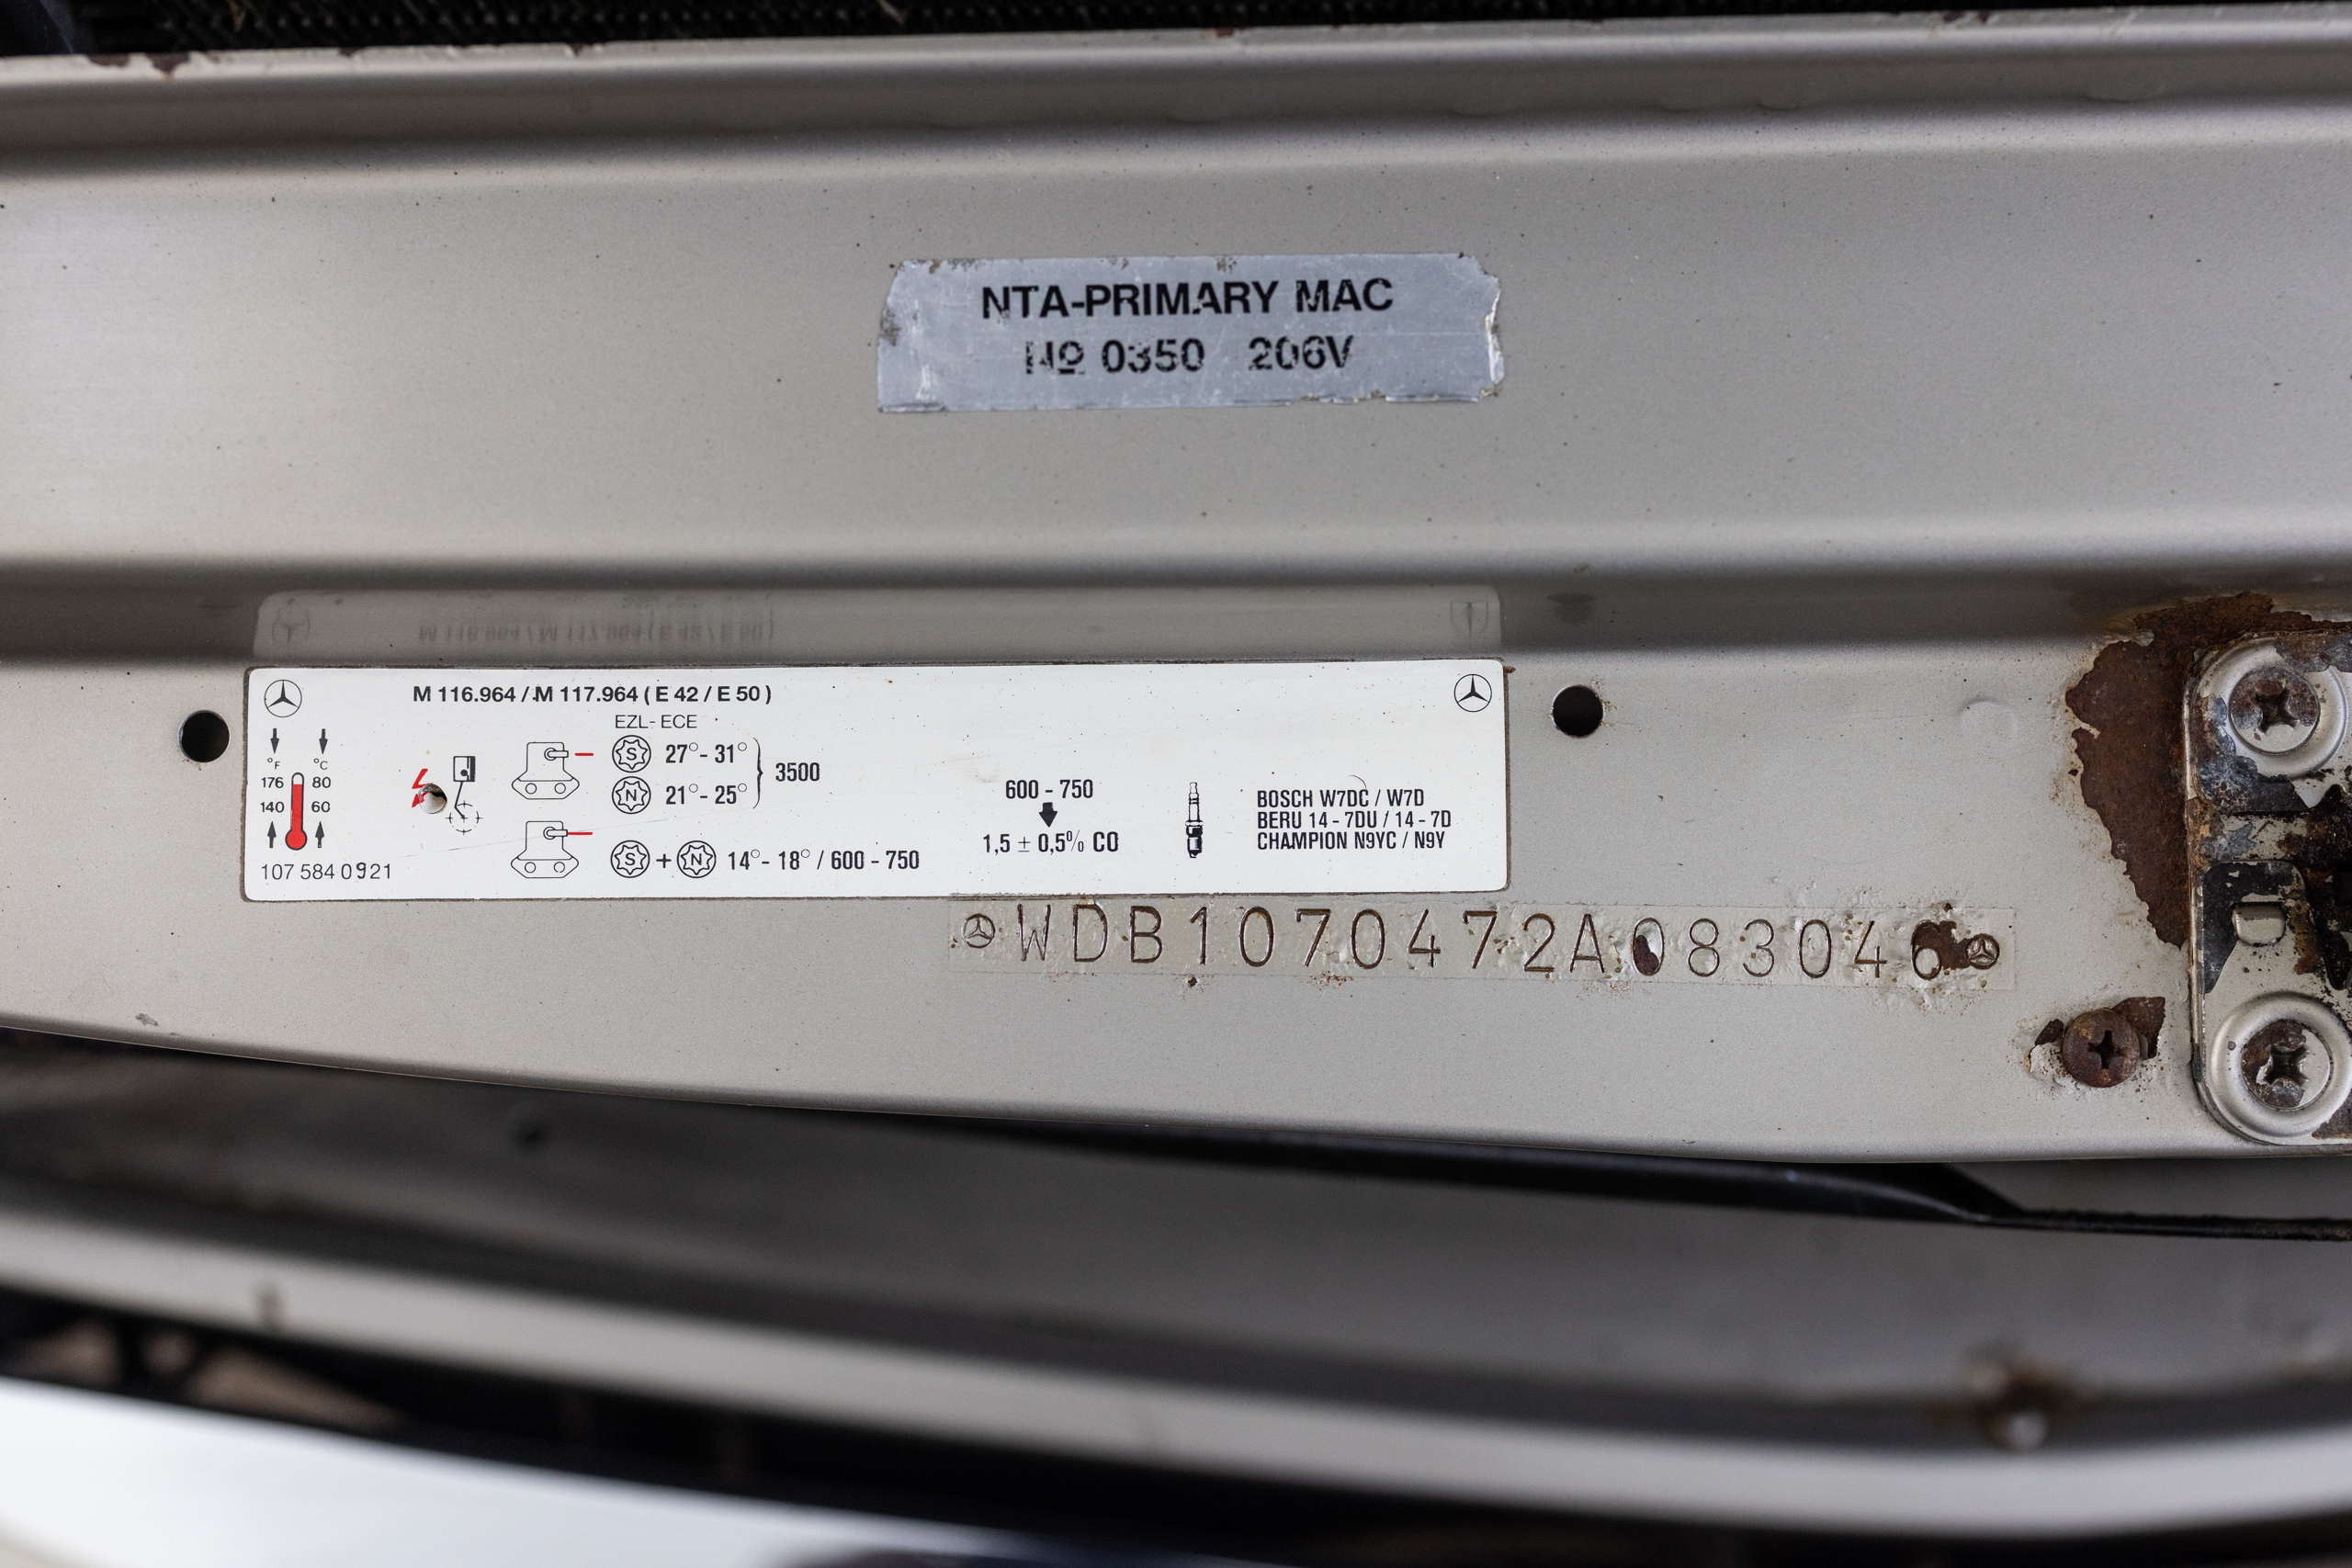 NTA-PRIMARY MAC
Nº 0350 206V
M 116.964 / M 117.964 ( E 42 / E 50 )
EZL-ECE
°F °C
176 80
140 60
107 584 09 21
S 27° - 31°
N 21° - 25°
3500
S + N 14° - 18° / 600 - 750
600 - 750
1,5 ± 0,5% CO
BOSCH W7DC / W7D
BERU 14 - 7DU / 14 - 7D
CHAMPION N9YC / N9Y
WDB1070472A083046